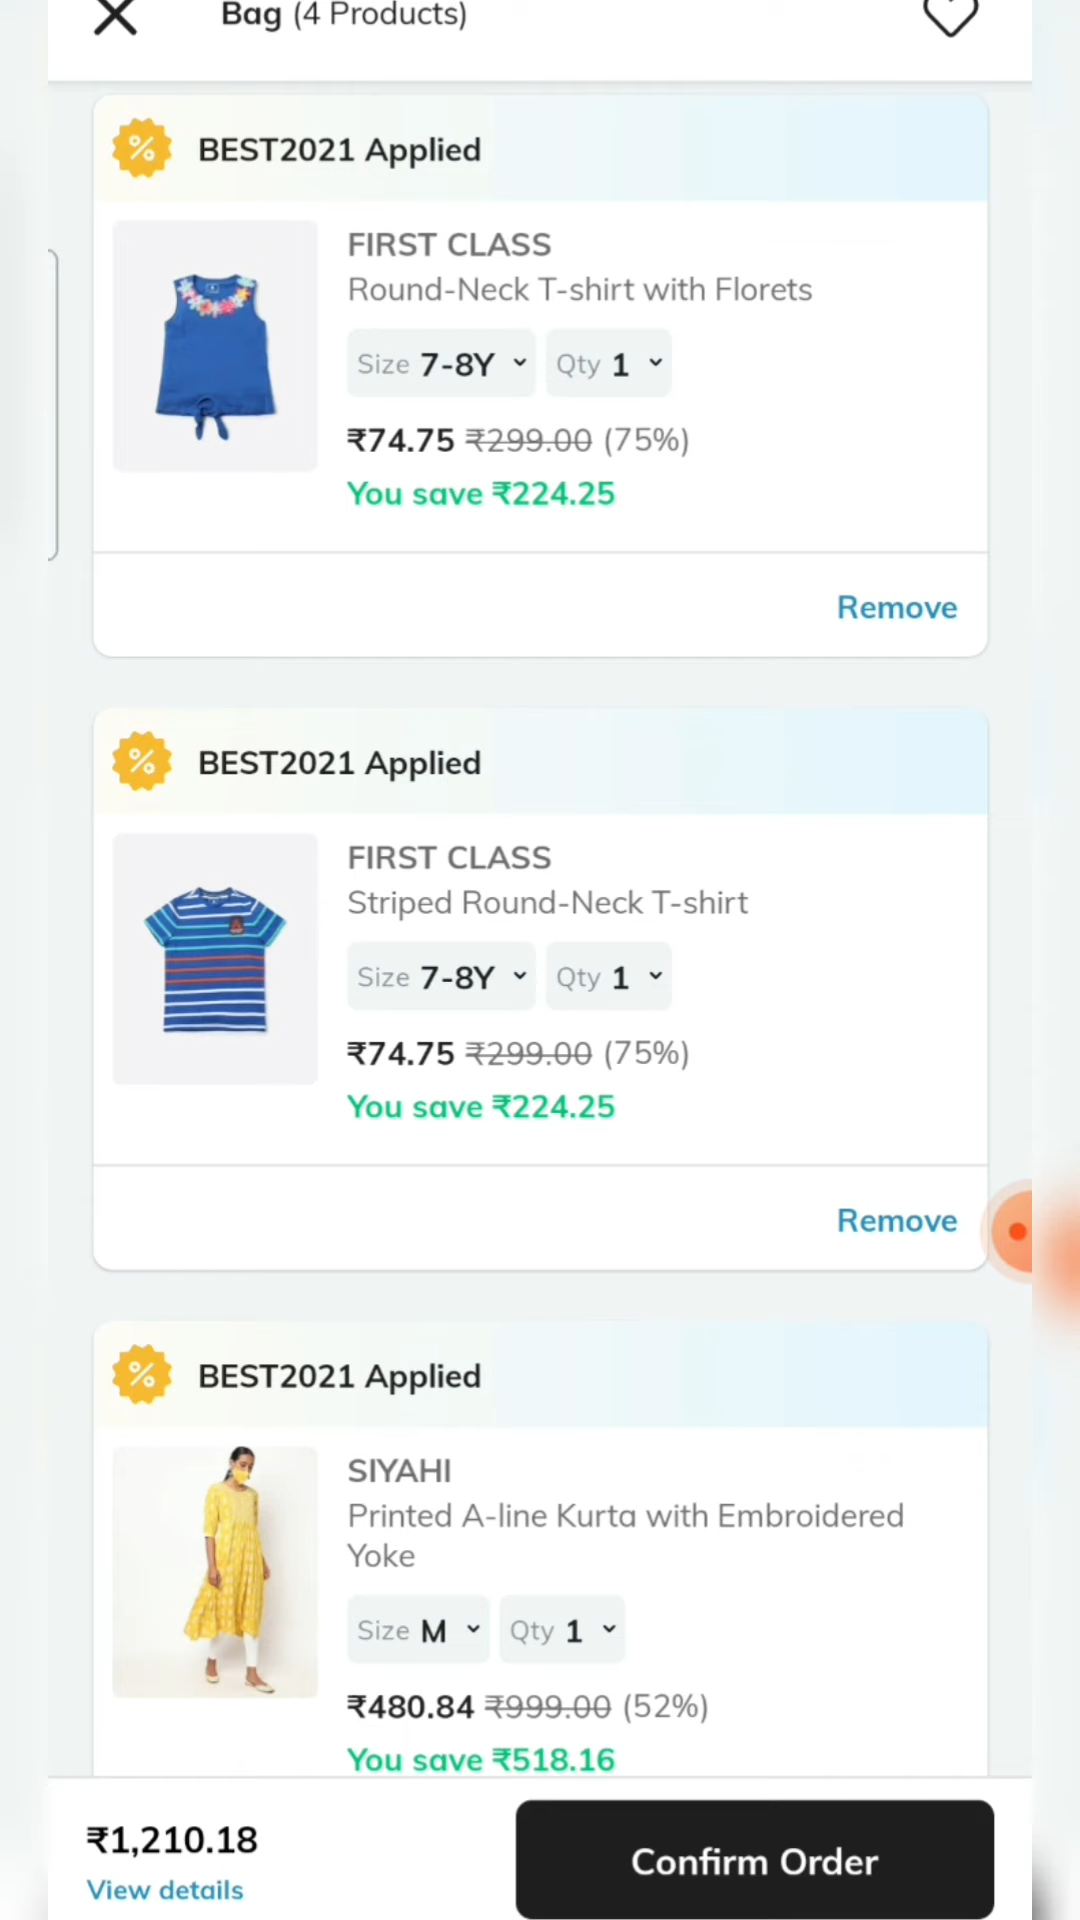 Bag (4 Products)
BEST2021 Applied
FIRST CLASS
Round-Neck T-shirt with Florets
Size 7-8Y Qty 1
₹74.75 ₹299.00 (75%)
You save ₹224.25
Remove
BEST2021 Applied
FIRST CLASS
Striped Round-Neck T-shirt
Size 7-8Y Qty 1
₹74.75 ₹299.00 (75%)
You save ₹224.25
Remove
BEST2021 Applied
SIYAHI
Printed A-line Kurta with Embroidered
Yoke
Size M Qty 1
₹480.84 ₹999.00 (52%)
You save ₹518.16
₹1,210.18
View details
Confirm Order